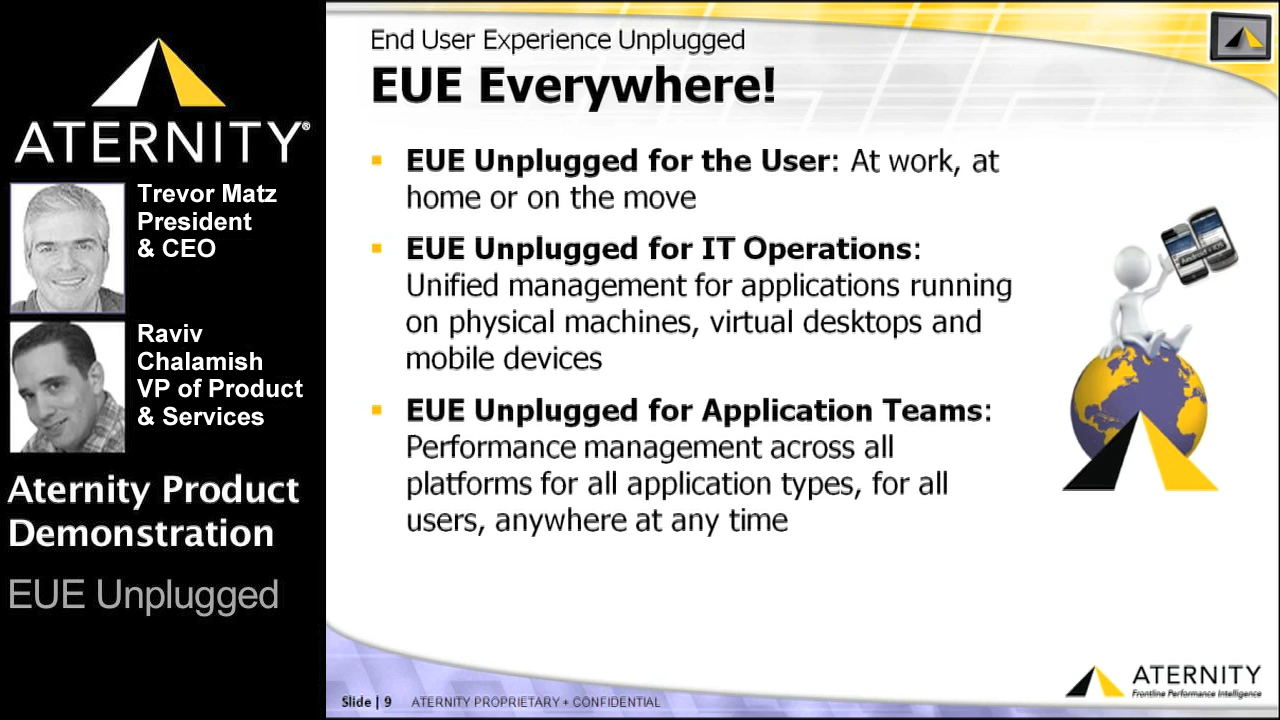 ATERNITY®
Trevor Matz
President
& CEO
Raviv
Chalamish
VP of Product
& Services
Aternity Product
Demonstration
EUE Unplugged
End User Experience Unplugged
EUE Everywhere!
EUE Unplugged for the User: At work, at
home or on the move
EUE Unplugged for IT Operations:
Unified management for applications running
on physical machines, virtual desktops and
mobile devices
EUE Unplugged for Application Teams:
Performance management across all
platforms for all application types, for all
users, anywhere at any time
Android + iOS
Slide | 9 ATERNITY PROPRIETARY + CONFIDENTIAL
ATERNITY
Frontline Performance Intelligence